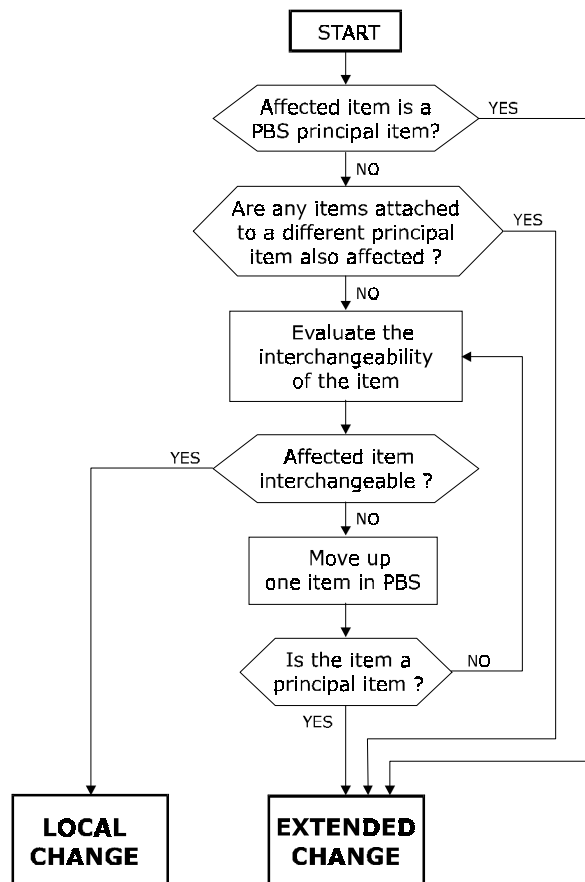 START
Affected item is a
PBS principal item?
YES
NO
Are any items attached
to a different principal
item also affected ?
YES
NO
Evaluate the
interchangeability
of the item
YES
Affected item
interchangeable ?
NO
Move up
one item in PBS
Is the item a
principal item ?
NO
YES
LOCAL
CHANGE
EXTENDED
CHANGE